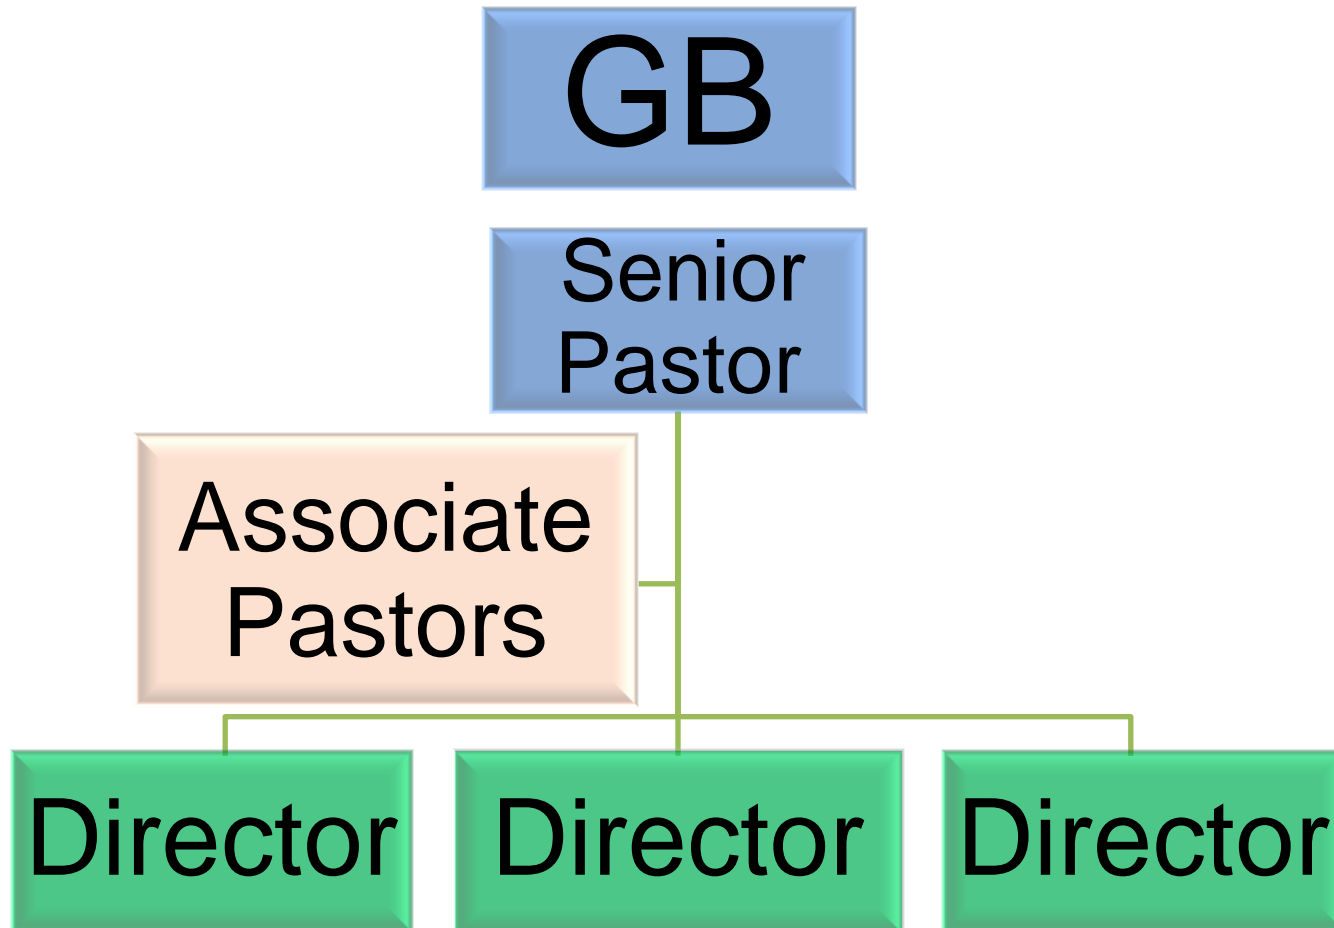 GB
Senior
Pastor
Associate
Pastors
Director
Director
Director